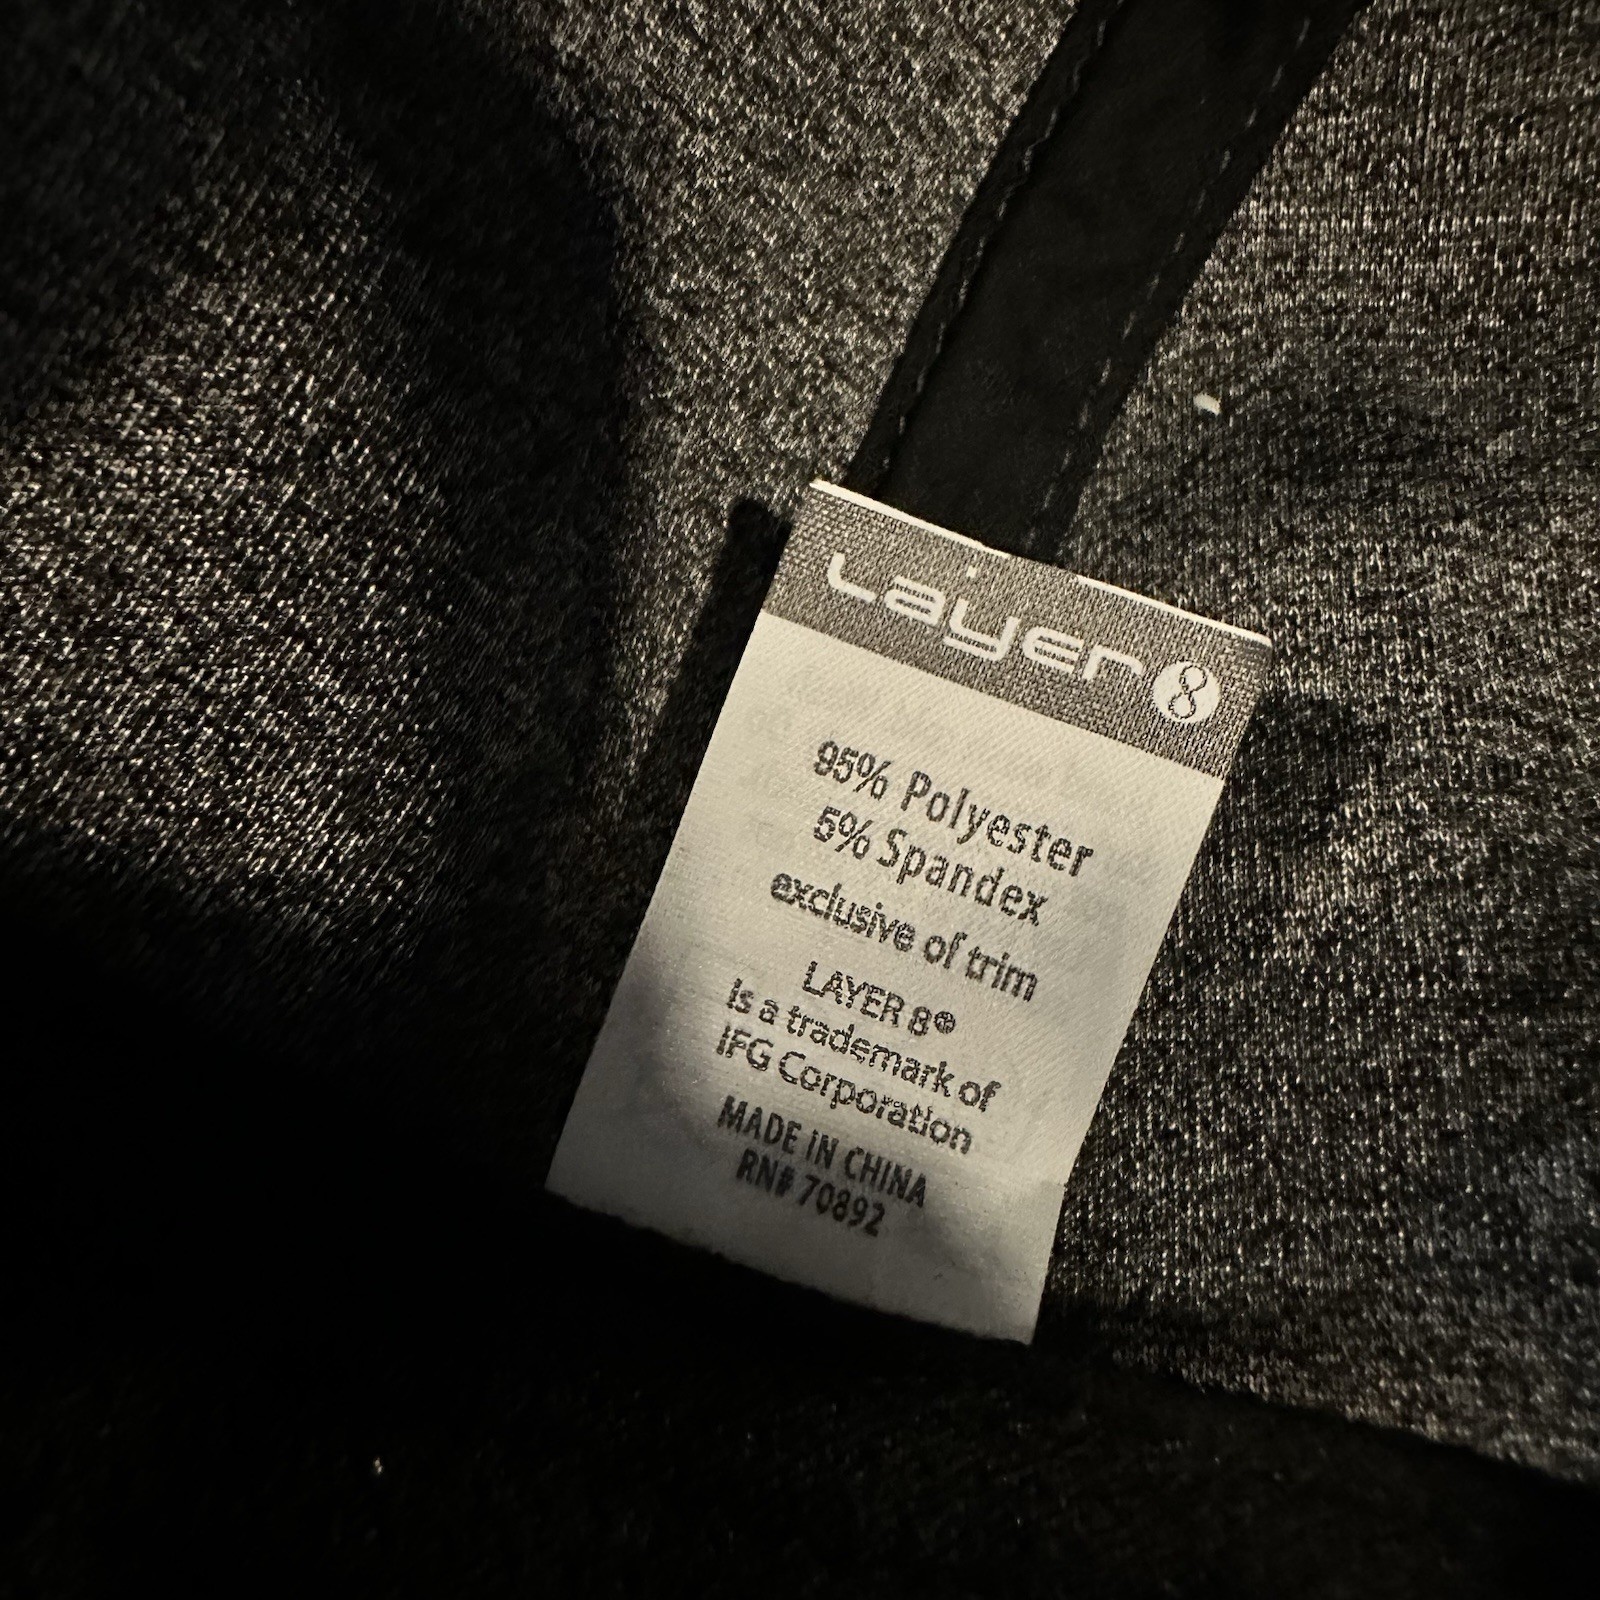 Layer 8
95% Polyester
5% Spandex
exclusive of trim
LAYER 8®
is a trademark of
IFG Corporation
MADE IN CHINA
RN# 70892